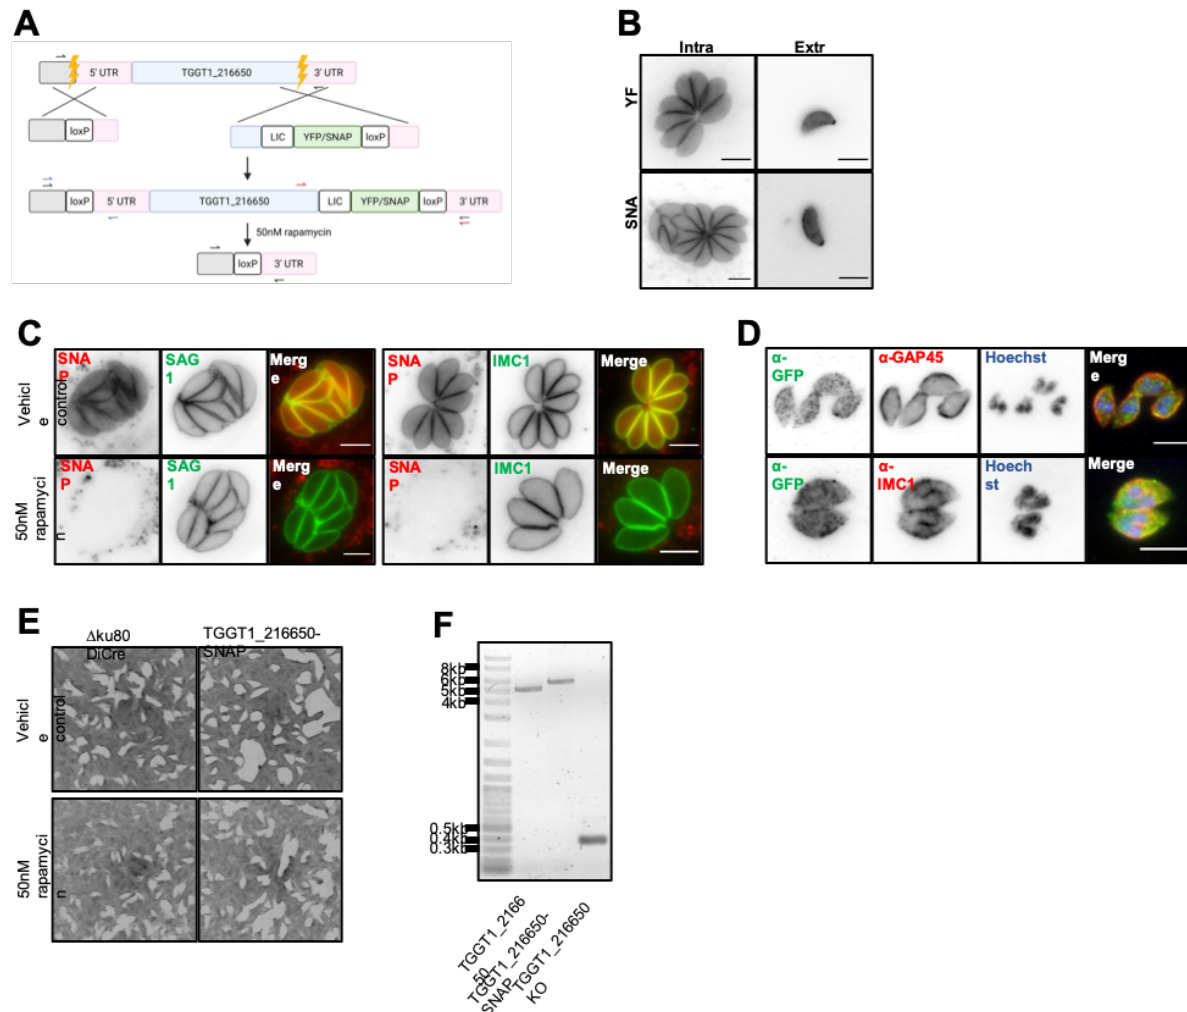 A
5' UTR
TGGT1_216650
3' UTR
loxP
LIC
YFP/SNAP
loxP
loxP
5' UTR
TGGT1_216650
LIC
YFP/SNAP
loxP
3' UTR
50nM rapamycin
loxP
3' UTR
B
Intra
Extr
YF
SNA
C
SNA
P
SAG
1
Merg
e
SNA
P
IMC1
Merge
Vehicl
e
control
SNA
P
SAG
1
Merg
e
SNA
P
IMC1
Merge
50nM
rapamyci
n
D
α-
GFP
α-GAP45
Hoechst
Merg
e
α-
GFP
α-
IMC1
Hoech
st
Merge
E
Δku80
DiCre
TGGT1_216650-
SNAP
Vehicl
e
control
50nM
rapamyci
n
F
8kb
6kb
5kb
4kb
0.5kb
0.4kb
0.3kb
TGGT1_2166
50
TGGT1_216650-
SNAP
TGGT1_216650
KO